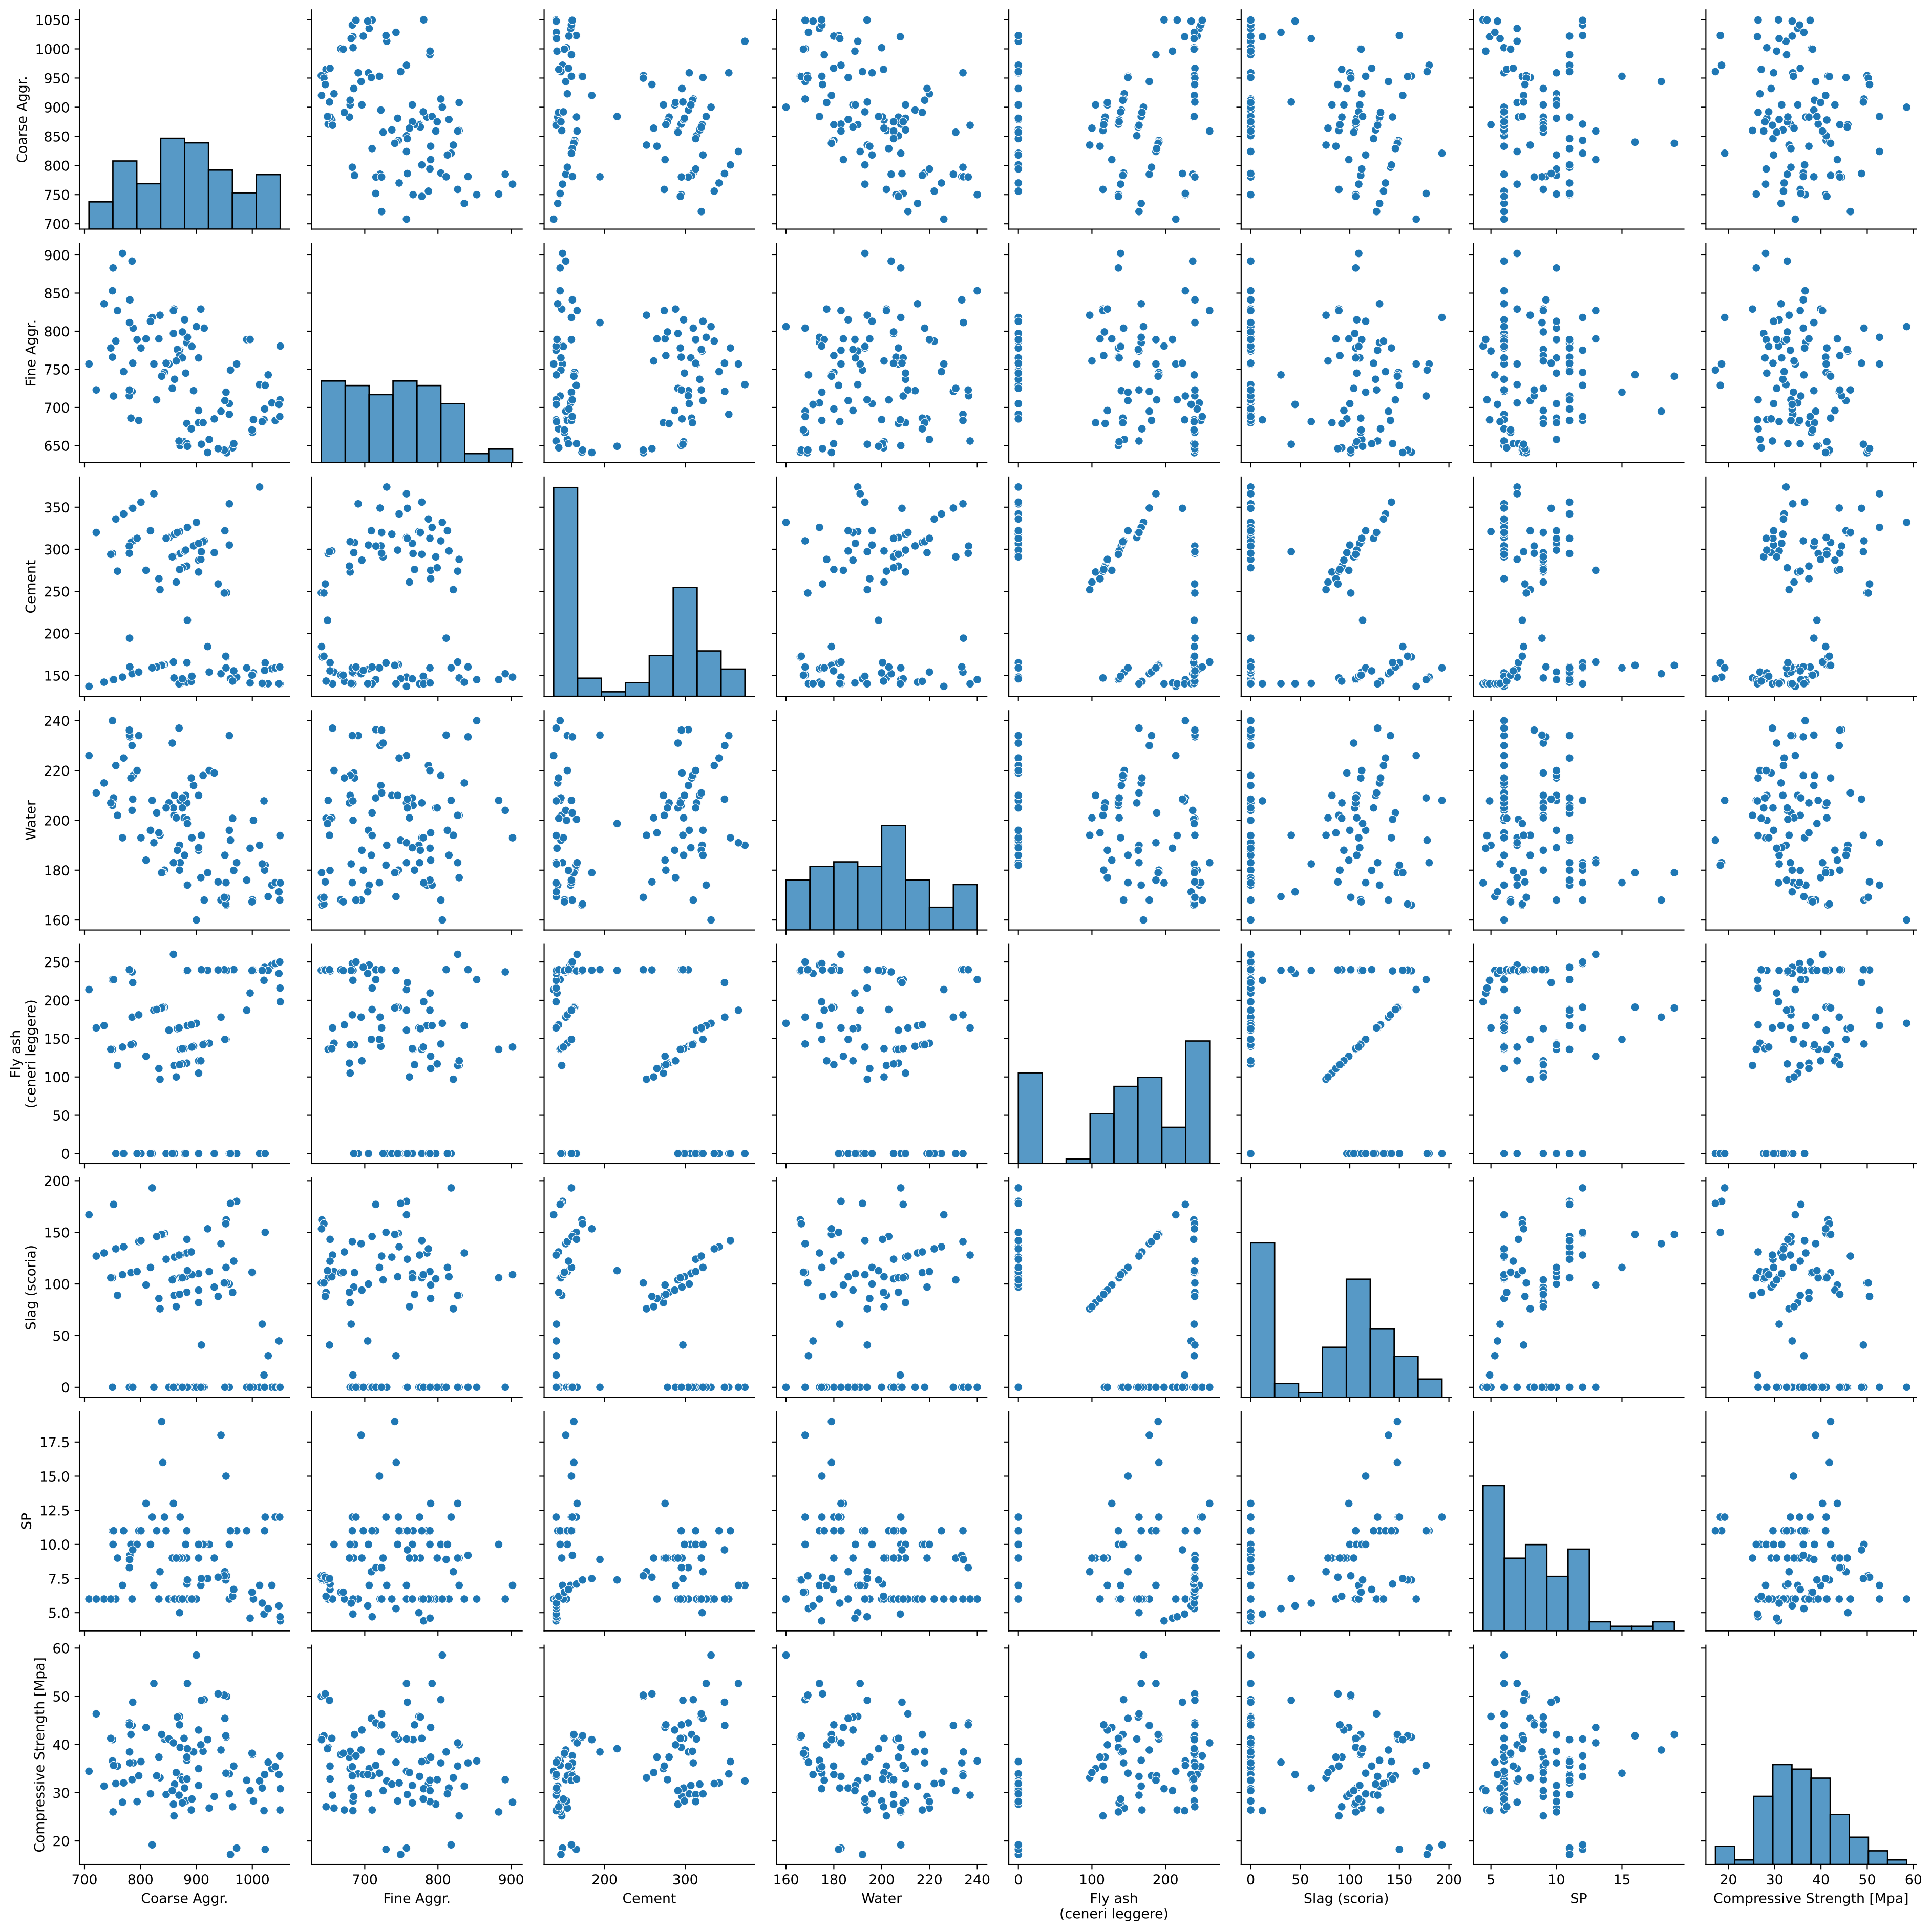 1050
1000
950
900
850
800
750
700
Coarse Aggr.
900
850
800
750
700
650
Fine Aggr.
350
300
250
200
150
Cement
240
220
200
180
160
Water
250
200
150
100
50
0
Fly ash
(ceneri leggere)
200
150
100
50
0
Slag (scoria)
17.5
15.0
12.5
10.0
7.5
5.0
SP
60
50
40
30
20
Compressive Strength [Mpa]
700 800 900 1000
700 800 900
200 300
160 180 200 220 240
0 100 200
0 50 100 150 200
5 10 15
20 30 40 50 60
Coarse Aggr.
Fine Aggr.
Cement
Water
Fly ash
(ceneri leggere)
Slag (scoria)
SP
Compressive Strength [Mpa]